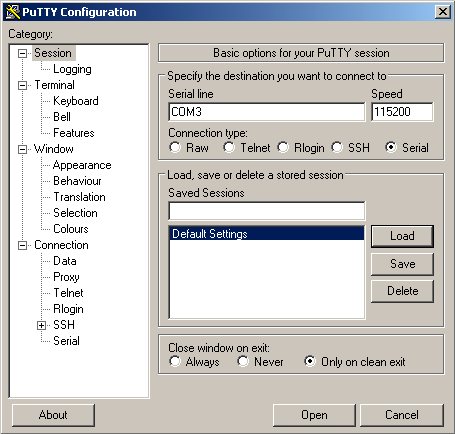 PuTTY Configuration
Category:
Session
Logging
Terminal
Keyboard
Bell
Features
Window
Appearance
Behaviour
Translation
Selection
Colours
Connection
Data
Proxy
Telnet
Rlogin
SSH
Serial
Basic options for your PuTTY session
Specify the destination you want to connect to
Serial line Speed
COM3 115200
Connection type:
Raw Telnet Rlogin SSH Serial
Load, save or delete a stored session
Saved Sessions
Default Settings
Load
Save
Delete
Close window on exit:
Always Never Only on clean exit
About Open Cancel